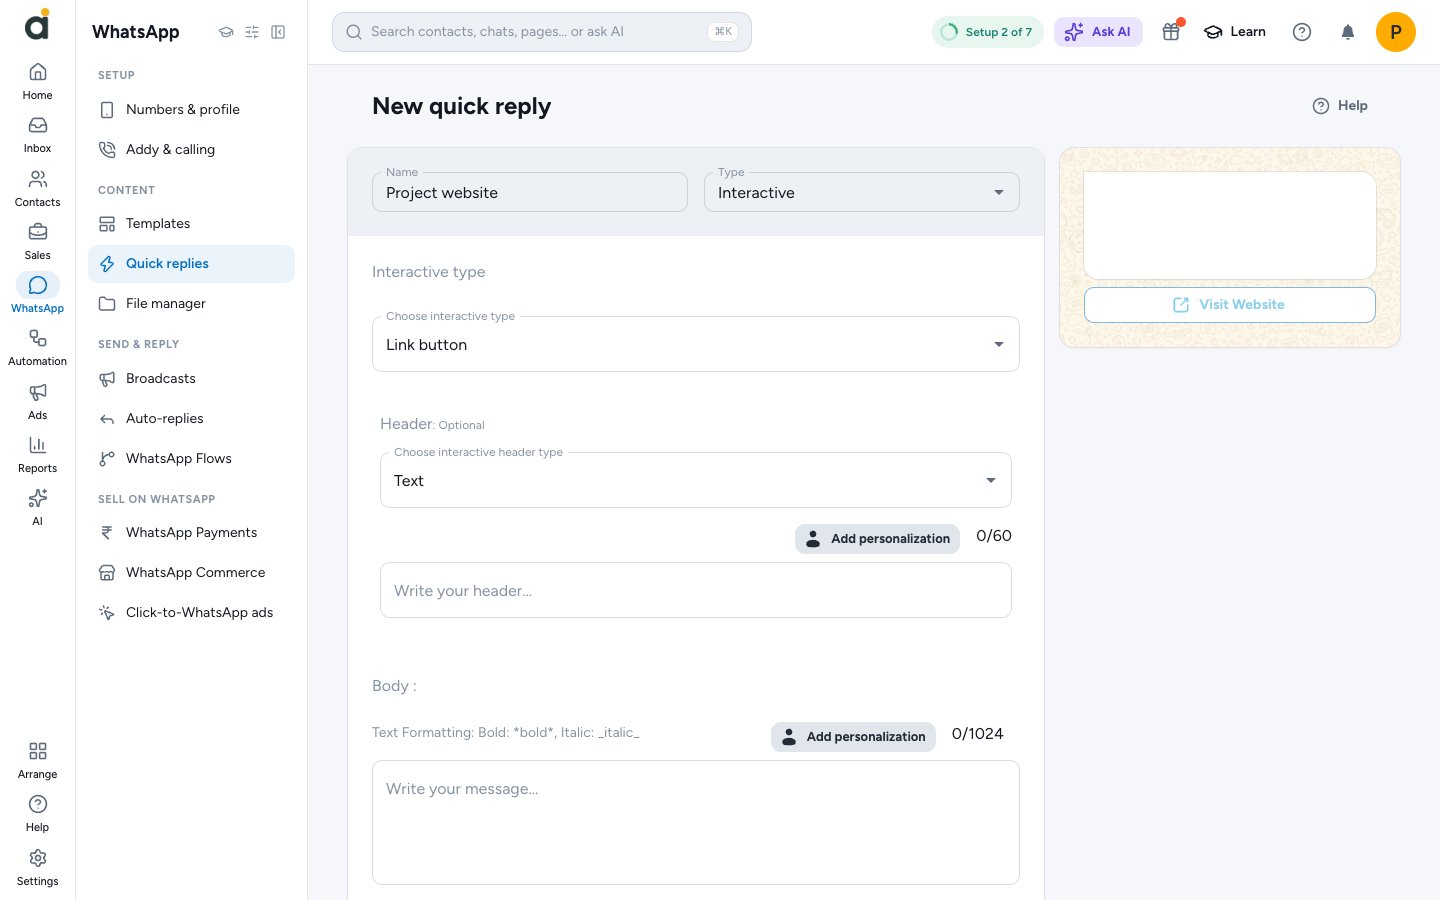 WhatsApp
Search contacts, chats, pages... or ask AI
⌘K
Setup 2 of 7
Ask AI
Learn
P
Home
Inbox
Contacts
Sales
WhatsApp
Automation
Ads
Reports
AI
Arrange
Help
Settings
SETUP
Numbers & profile
Addy & calling
CONTENT
Templates
Quick replies
File manager
SEND & REPLY
Broadcasts
Auto-replies
WhatsApp Flows
SELL ON WHATSAPP
WhatsApp Payments
WhatsApp Commerce
Click-to-WhatsApp ads
New quick reply
Help
Name
Project website
Type
Interactive
Interactive type
Choose interactive type
Link button
Header: Optional
Choose interactive header type
Text
Add personalization
0/60
Write your header...
Body :
Text Formatting: Bold: *bold*, Italic: _italic_
Add personalization
0/1024
Write your message...
Visit Website